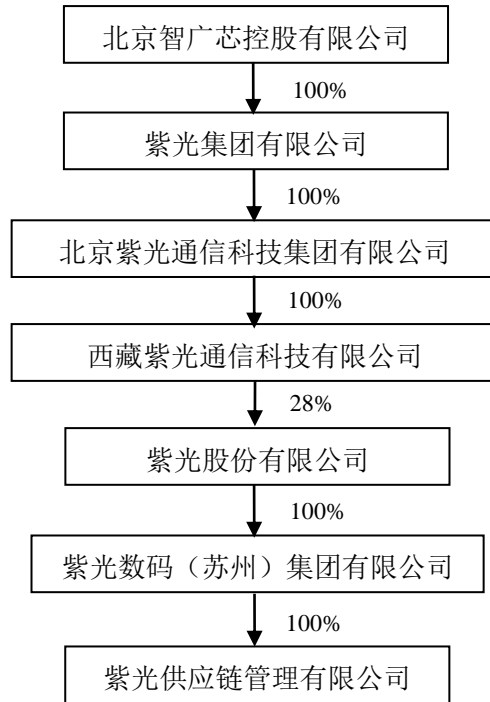 北京智广芯控股有限公司
100%
紫光集团有限公司
100%
北京紫光通信科技集团有限公司
100%
西藏紫光通信科技有限公司
28%
紫光股份有限公司
100%
紫光数码（苏州）集团有限公司
100%
紫光供应链管理有限公司